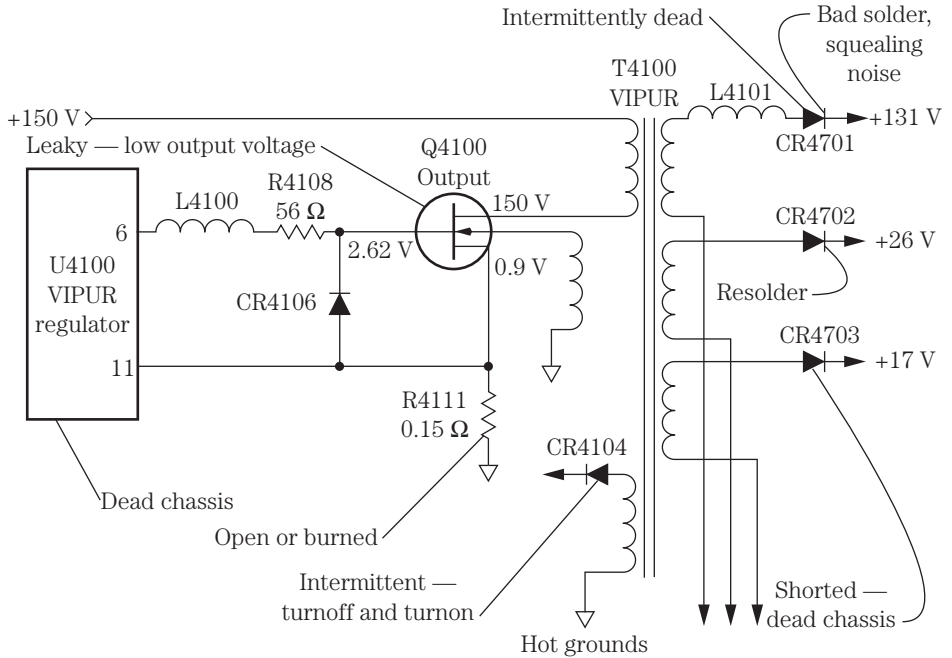 Intermittently dead
Bad solder,
squealing
noise
T4100
VIPUR
L4101
+150 V
+131 V
CR4701
Leaky — low output voltage
Q4100
Output
R4108
56 Ω
L4100
150 V
6
2.62 V
0.9 V
CR4702
+26 V
U4100
VIPUR
regulator
CR4106
Resolder
CR4703
+17 V
11
R4111
0.15 Ω
CR4104
Dead chassis
Open or burned
Intermittent —
turnoff and turnon
Shorted —
dead chassis
Hot grounds